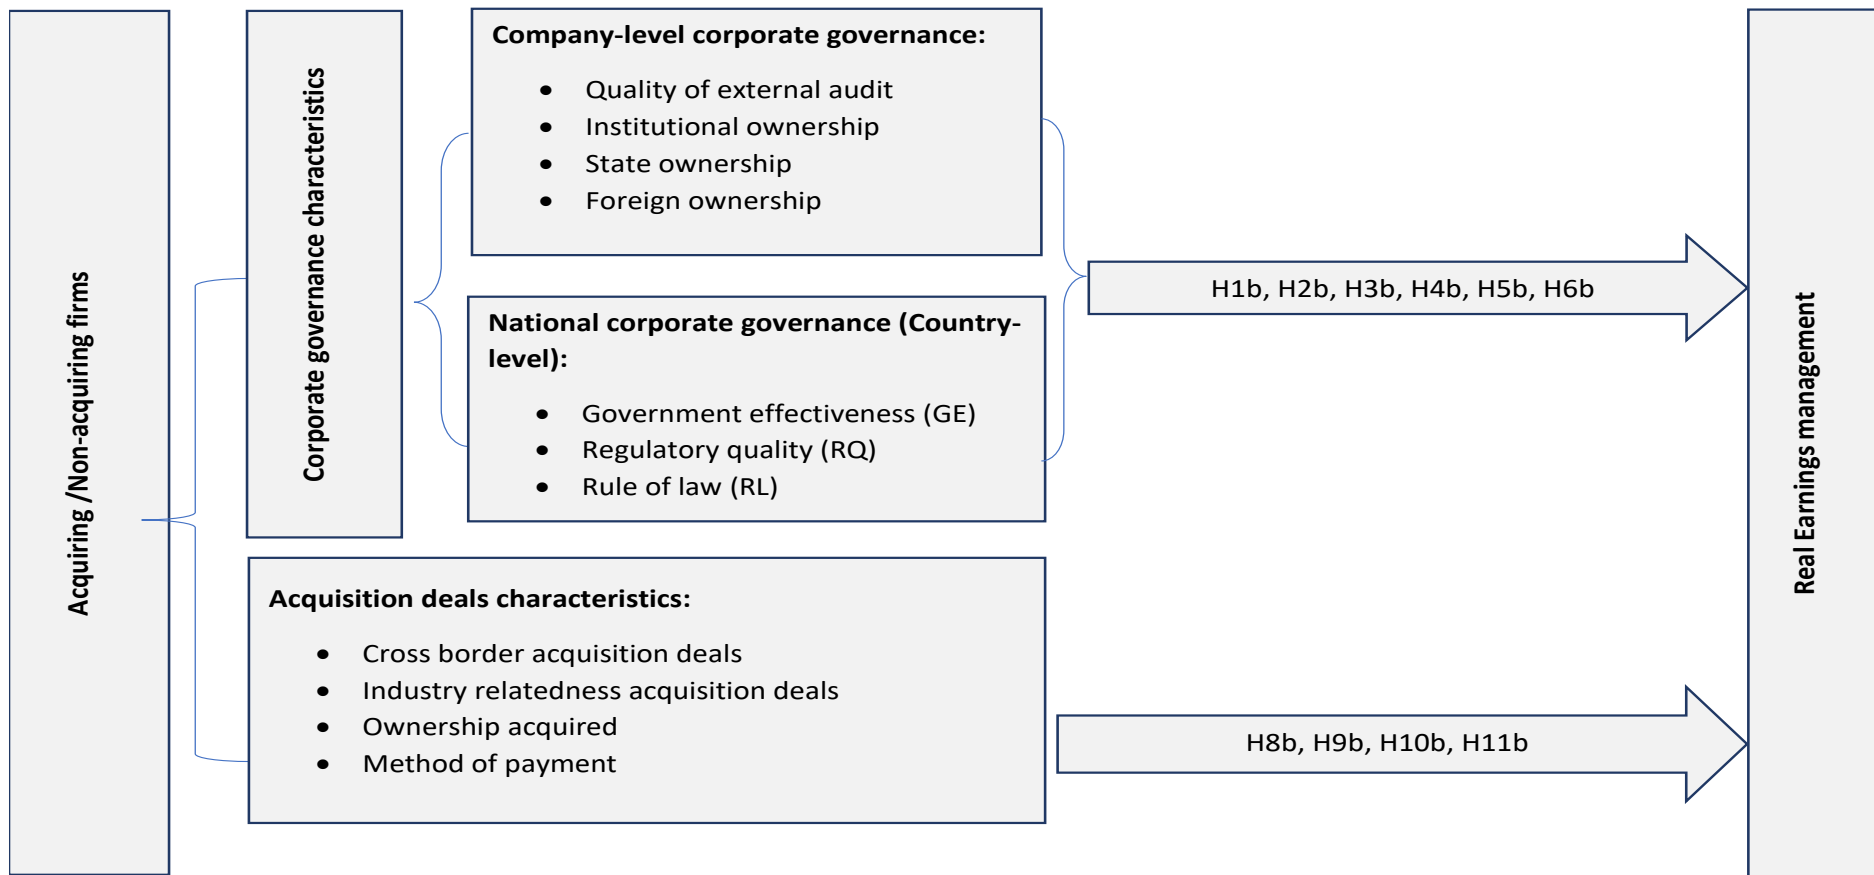 Acquiring /Non-acquiring firms
Corporate governance characteristics
Company-level corporate governance:
• Quality of external audit
• Institutional ownership
• State ownership
• Foreign ownership
National corporate governance (Country-
level):
• Government effectiveness (GE)
• Regulatory quality (RQ)
• Rule of law (RL)
H1b, H2b, H3b, H4b, H5b, H6b
Acquisition deals characteristics:
• Cross border acquisition deals
• Industry relatedness acquisition deals
• Ownership acquired
• Method of payment
H8b, H9b, H10b, H11b
Real Earnings management